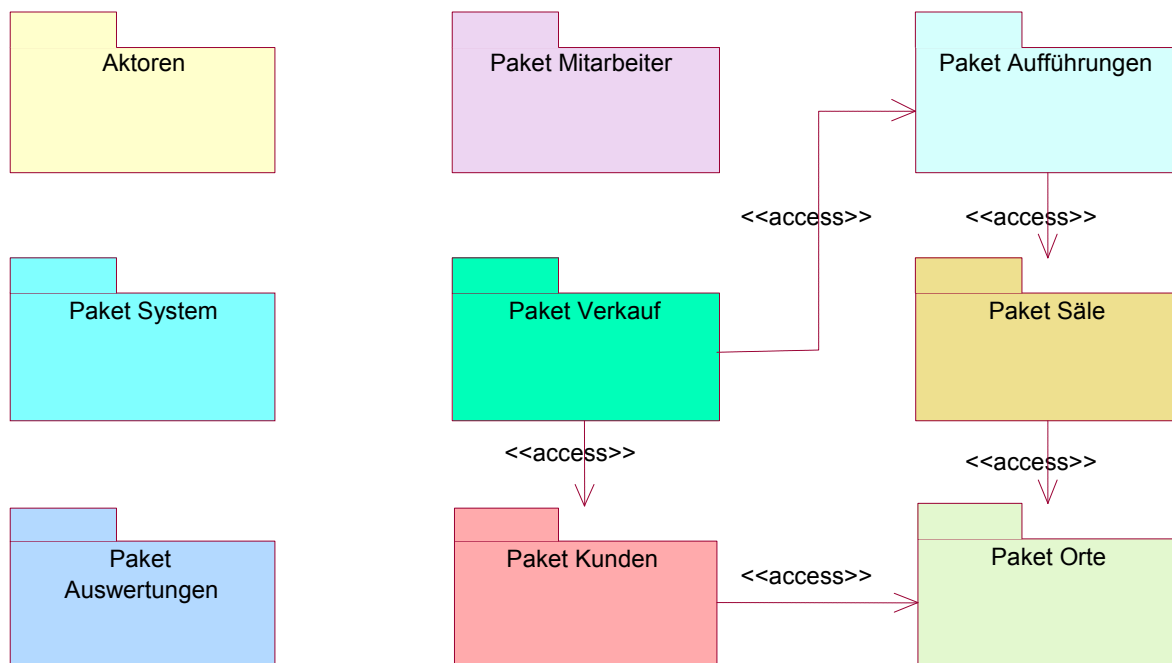 Aktoren
Paket Mitarbeiter
Paket Aufführungen
<<access>>
<<access>>
Paket System
Paket Verkauf
Paket Säle
<<access>>
<<access>>
Paket
Auswertungen
Paket Kunden
<<access>>
Paket Orte